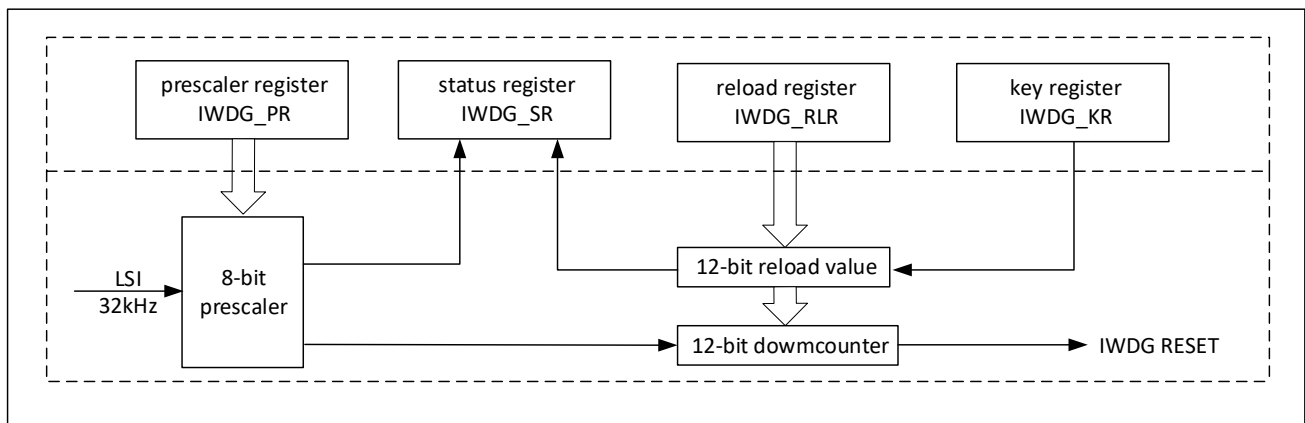 prescaler register
IWDG_PR
status register
IWDG_SR
reload register
IWDG_RLR
key register
IWDG_KR
LSI
32kHz
8-bit
prescaler
12-bit reload value
12-bit dowmcounter
IWDG RESET